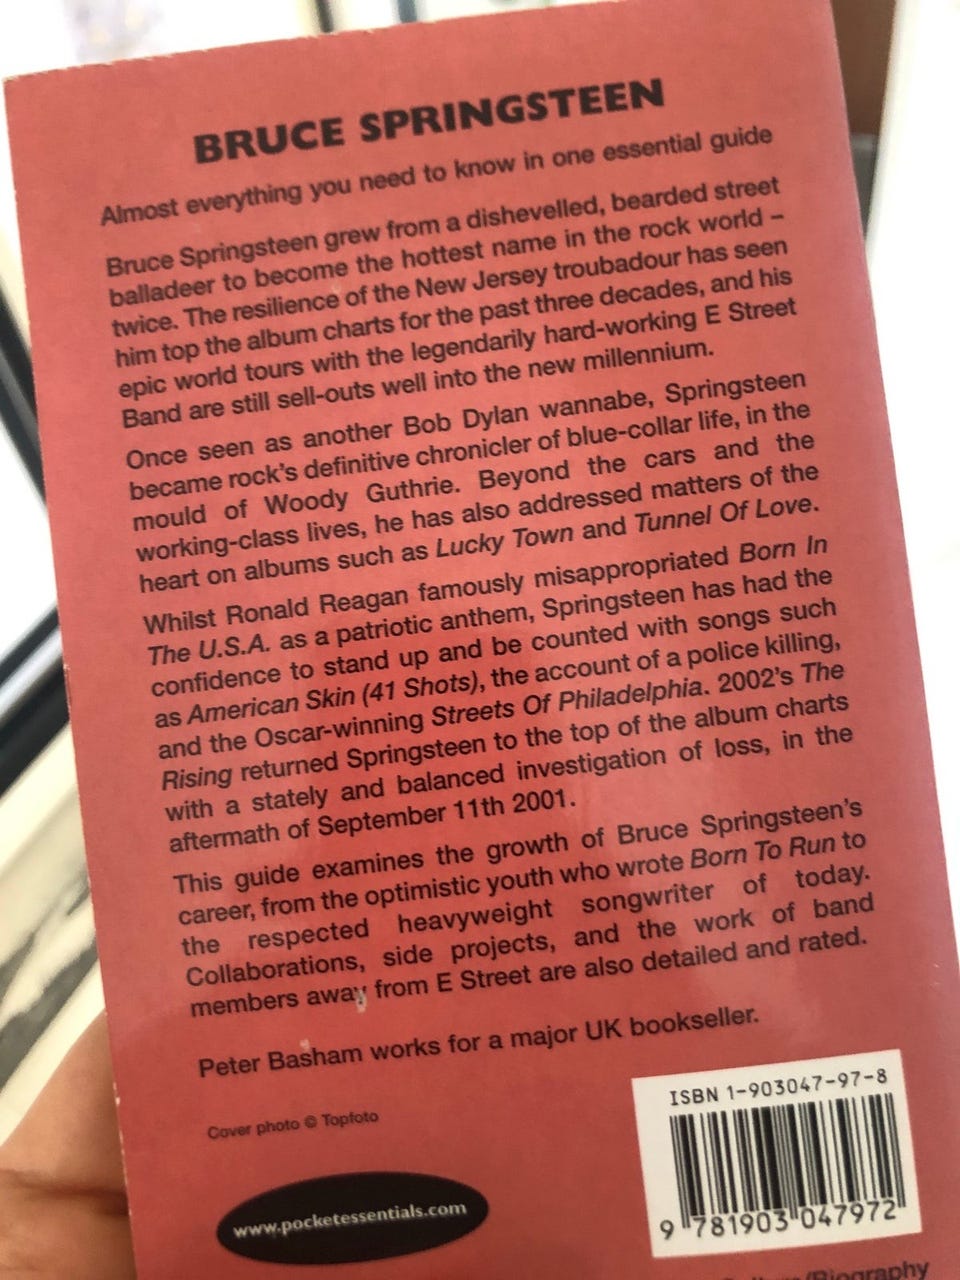 BRUCE SPRINGSTEEN
Almost everything you need to know in one essential guide
Bruce Springsteen grew from a dishevelled, bearded street
balladeer to become the hottest name in the rock world –
twice. The resilience of the New Jersey troubadour has seen
him top the album charts for the past three decades, and his
epic world tours with the legendarily hard-working E Street
Band are still sell-outs well into the new millennium.
Once seen as another Bob Dylan wannabe, Springsteen
became rock's definitive chronicler of blue-collar life, in the
mould of Woody Guthrie. Beyond the cars and the
working-class lives, he has also addressed matters of the
heart on albums such as Lucky Town and Tunnel Of Love.
Whilst Ronald Reagan famously misappropriated Born In
The U.S.A. as a patriotic anthem, Springsteen has had the
confidence to stand up and be counted with songs such
as American Skin (41 Shots), the account of a police killing,
and the Oscar-winning Streets Of Philadelphia. 2002's The
Rising returned Springsteen to the top of the album charts
with a stately and balanced investigation of loss, in the
aftermath of September 11th 2001.
This guide examines the growth of Bruce Springsteen's
career, from the optimistic youth who wrote Born To Run to
the respected heavyweight songwriter of today.
Collaborations, side projects, and the work of band
members away from E Street are also detailed and rated.
Peter Basham works for a major UK bookseller.
Cover photo © Topfoto
www.pocketessentials.com
ISBN 1-903047-97-8
9 781903 047972
/Biography